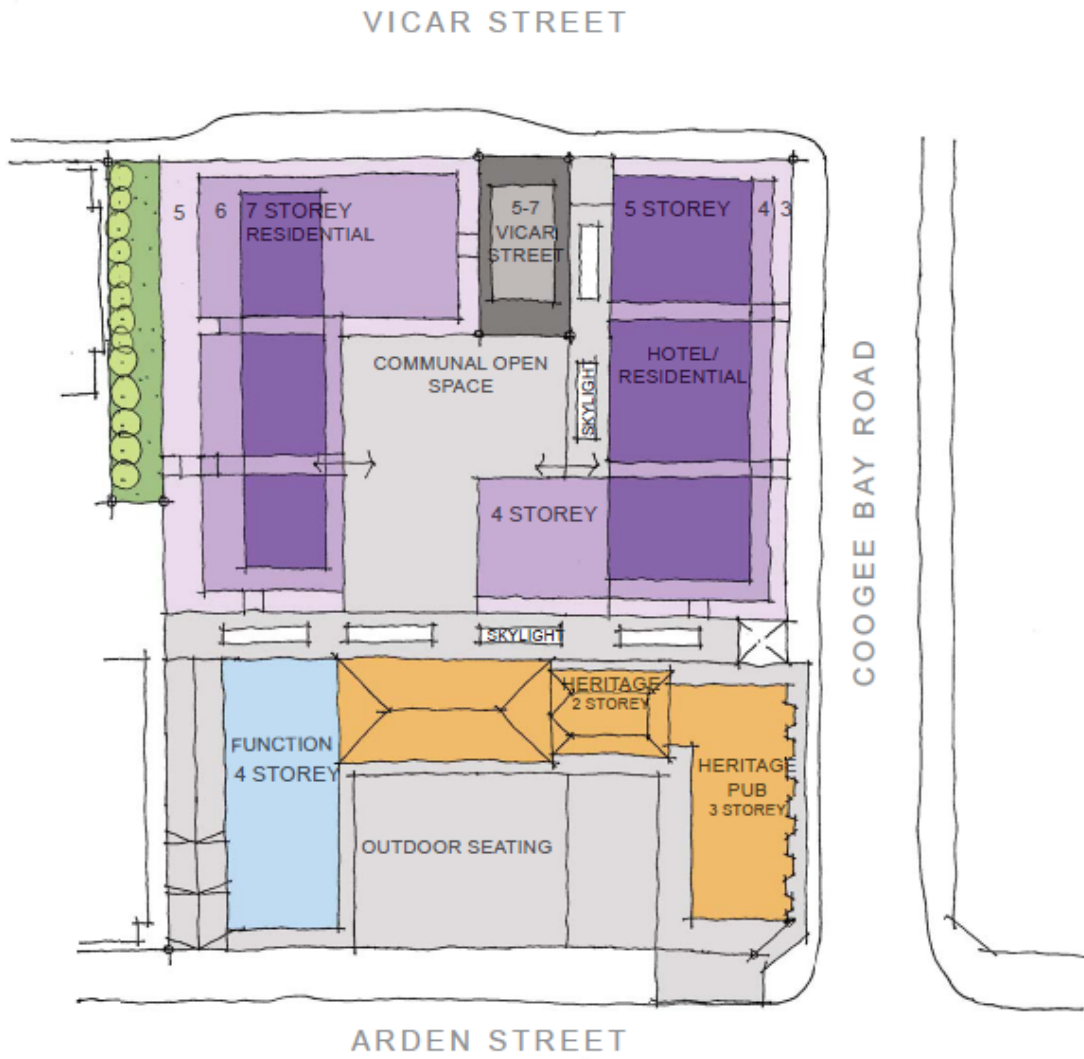 VICAR STREET
5
6
7 STOREY
RESIDENTIAL
5-7
VICAR
STREET
5 STOREY
4
3
COMMUNAL OPEN
SPACE
SKYLIGHT
HOTEL/
RESIDENTIAL
4 STOREY
COOGEE BAY ROAD
SKYLIGHT
HERITAGE
2 STOREY
FUNCTION
4 STOREY
HERITAGE
PUB
3 STOREY
OUTDOOR SEATING
ARDEN STREET